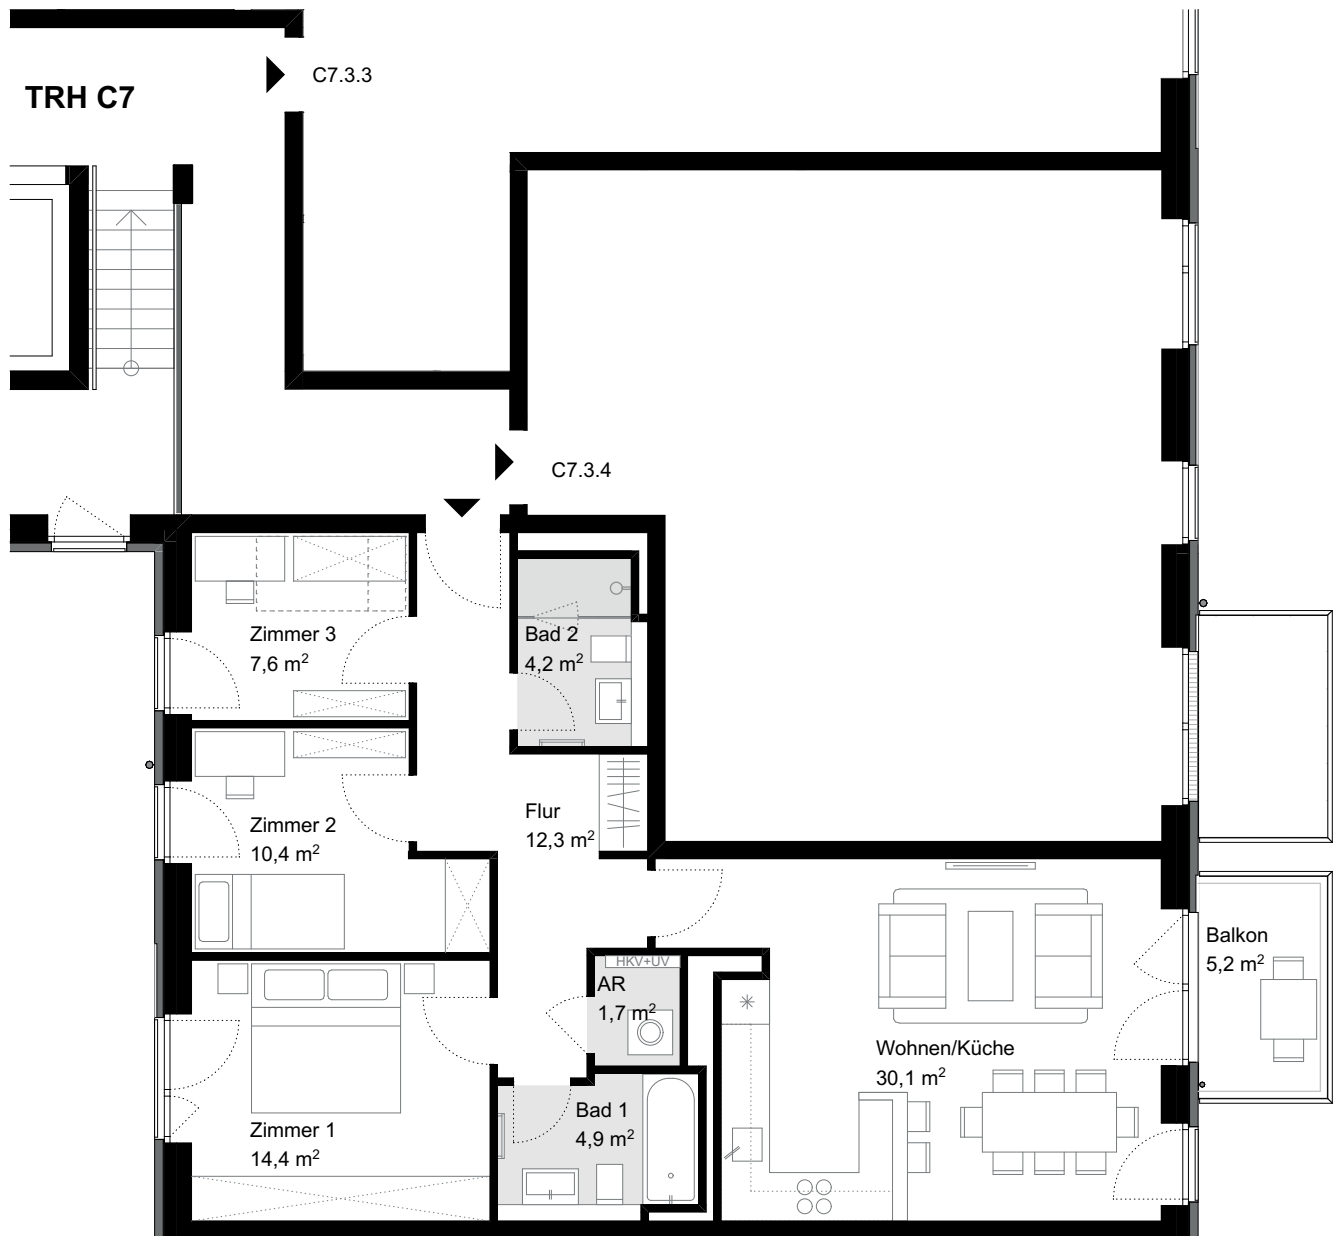 C7.3.3
TRH C7
C7.3.4
Zimmer 3
7,6 m²
Bad 2
4,2 m²
Zimmer 2
10,4 m²
Flur
12,3 m²
Balkon
5,2 m²
HKV+UV
AR
1,7 m²
Wohnen/Küche
30,1 m²
Zimmer 1
14,4 m²
Bad 1
4,9 m²